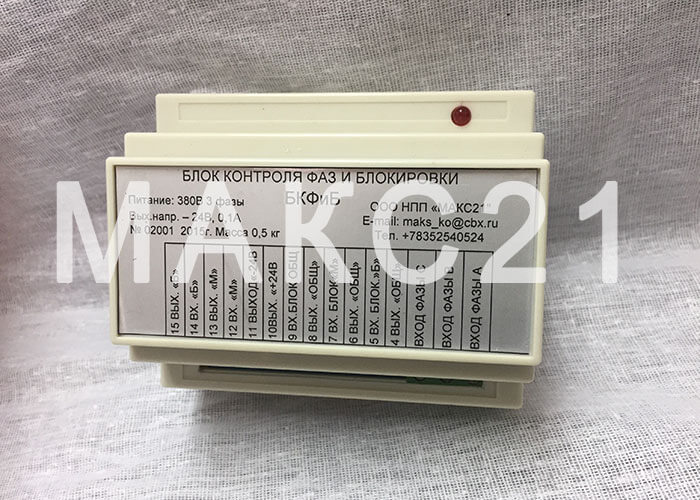 БЛОК КОНТРОЛЯ ФАЗ И БЛОКИРОВКИ
БКФиБ
Питание: 380В 3 фазы
Вых.напр. – 24В, 0,1А
№ 02001 2015г. Масса 0,5 кг
ООО НПП «МАКС21"
E-mail: maks_ko@cbx.ru
Тел. +78352540524
МАКС21
15 ВЫХ. «Б»
14 ВХ. «Б»
13 ВЫХ. «М»
12 ВХ. «М»
11 ВЫХОД «-24В
10ВЫХ. «+24В
9 ВХ.БЛОК ОБЩ
8 ВЫХ. «ОБЩ»
7 ВХ. БЛОК.«М»
6 ВЫХ. «ОБЩ»
5 ВХ. БЛОК.»Б»
4 ВЫХ. «ОБЩ»
ВХОД ФАЗЫ С
ВХОД ФАЗЫ В
ВХОД ФАЗЫ А